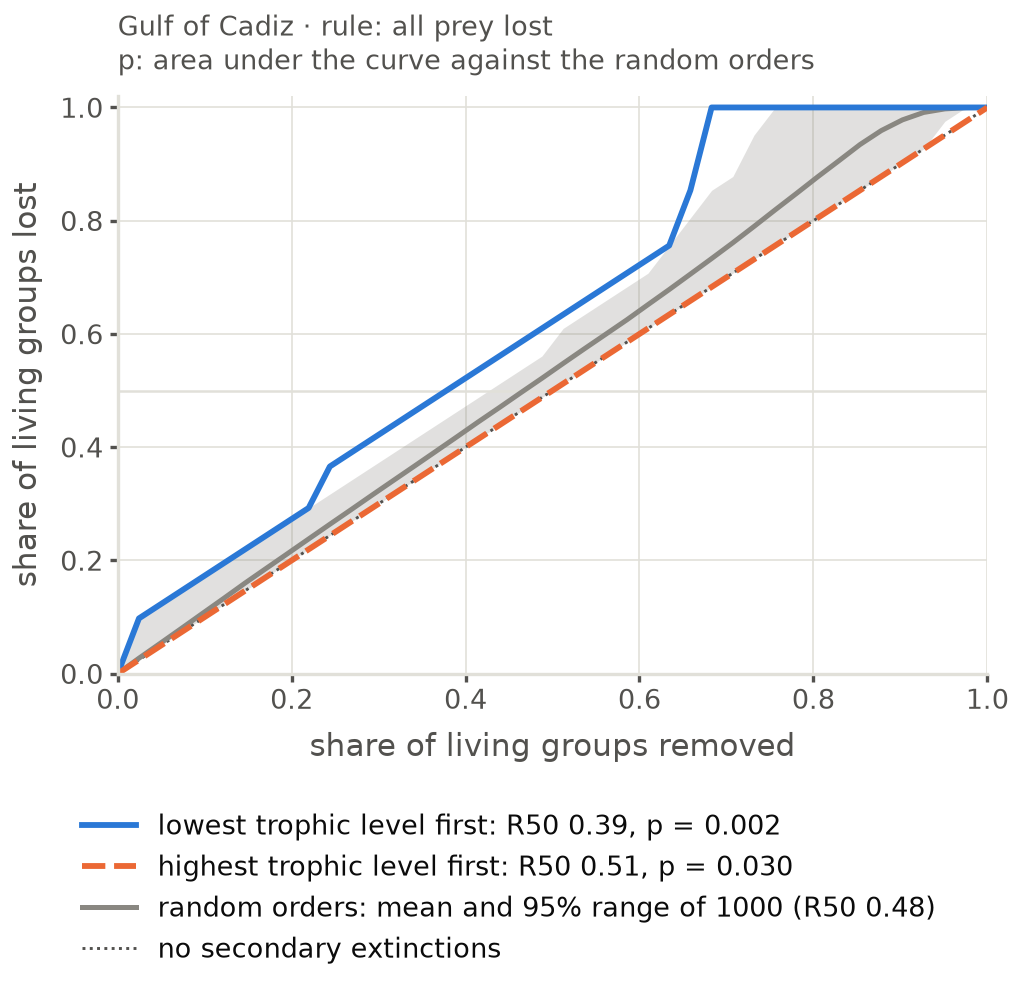 Gulf of Cadiz · rule: all prey lost
p: area under the curve against the random orders
share of living groups lost
1.0
0.8
0.6
0.4
0.2
0.0
0.0 0.2 0.4 0.6 0.8 1.0
share of living groups removed
lowest trophic level first: R50 0.39, p = 0.002
highest trophic level first: R50 0.51, p = 0.030
random orders: mean and 95% range of 1000 (R50 0.48)
no secondary extinctions